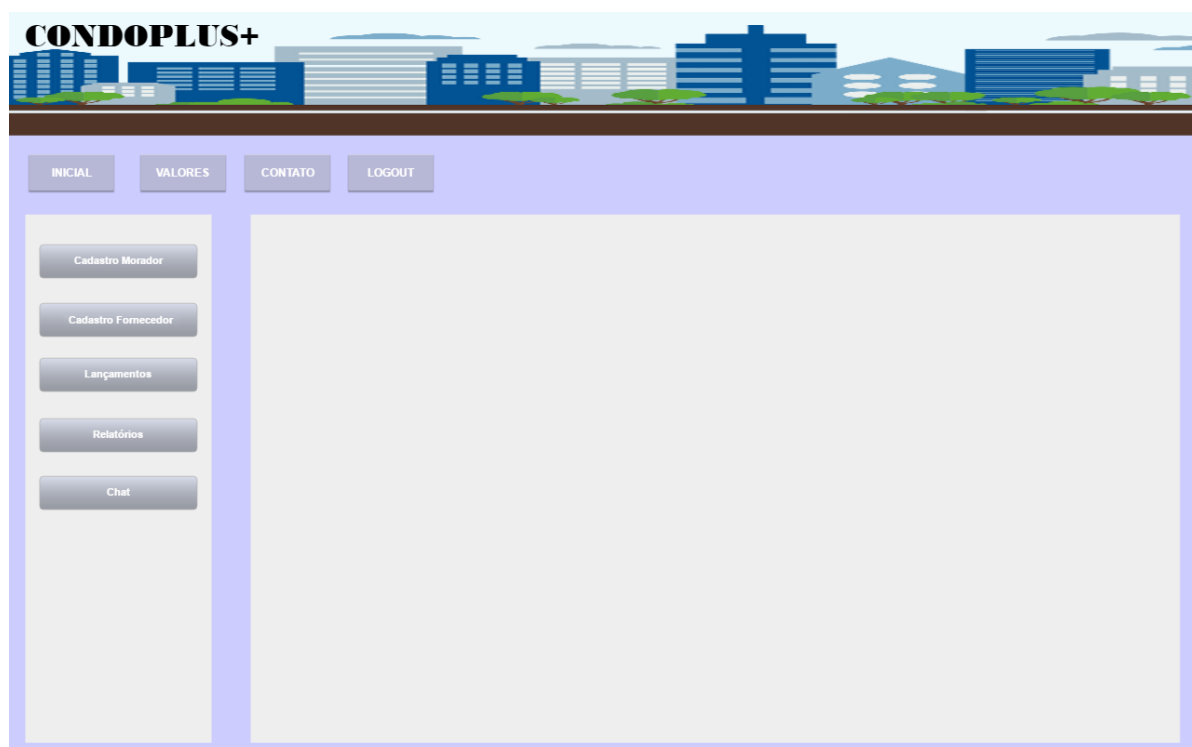 CONDOPLUS+
INICIAL VALORES CONTATO LOGOUT
Cadastro Morador
Cadastro Fornecedor
Lançamentos
Relatórios
Chat